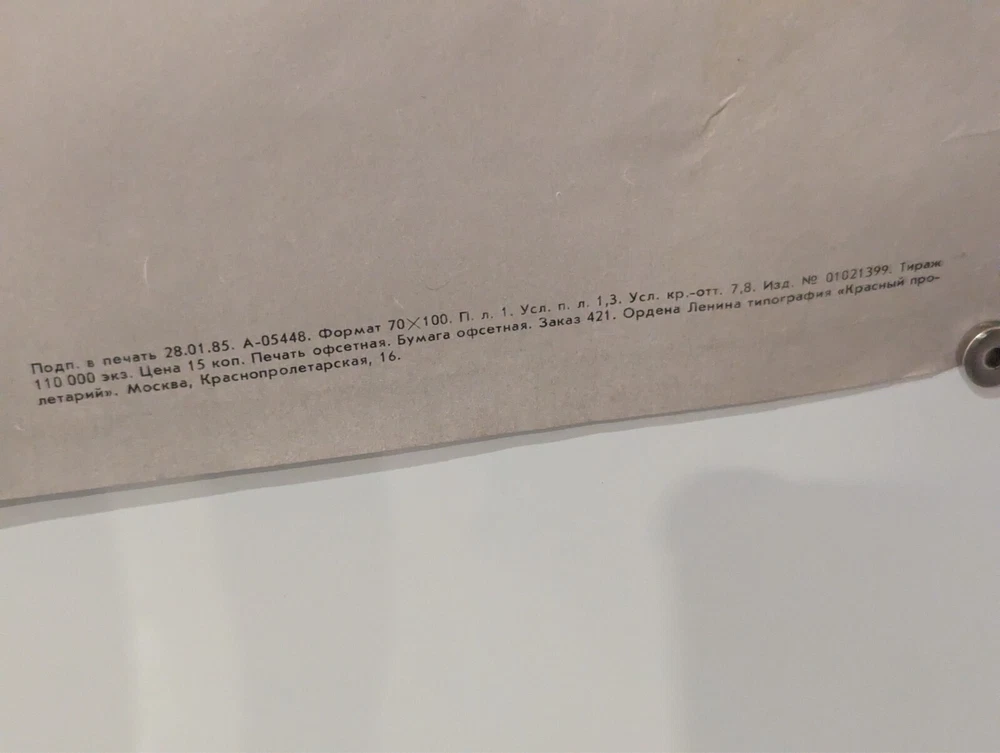 Подп. в печать 28.01.85. А-05448. Формат 70×100. П. л. 1. Усл. п. л. 1,3. Усл. кр.-отт. 7,8. Изд. № 01021399. Тираж
110 000 экз. Цена 15 коп. Печать офсетная. Бумага офсетная. Заказ 421. Ордена Ленина типография «Красный про-
летарий». Москва, Краснопролетарская, 16.